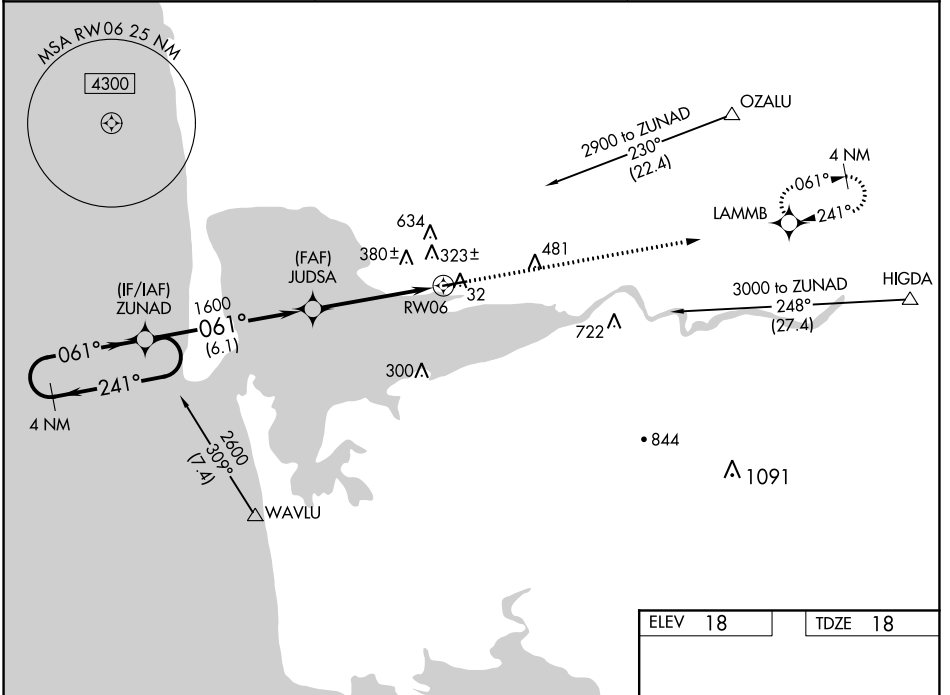 MSA RW06 25 NM
4300
OZALU
2900 to ZUNAD
230°
(22.4)
4 NM
061°
241°
LAMMB
634
380±
323±
481
(FAF)
JUDSA
HIGDA
3000 to ZUNAD
248°
(27.4)
(IF/IAF)
ZUNAD
1600
061°
(6.1)
RW06
32
722
061°
241°
4 NM
300
2600
309°
(7.4)
WAVLU
844
1091
ELEV 18
TDZE 18